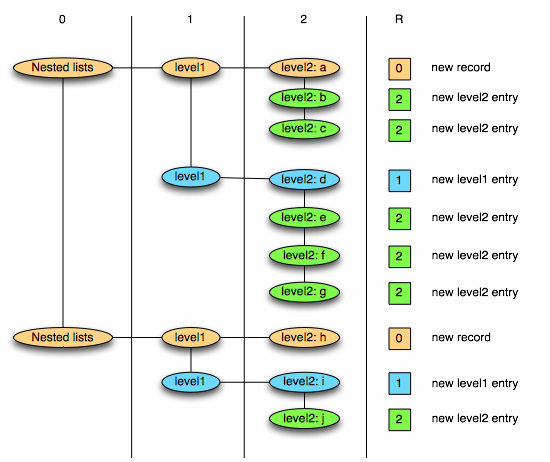 0 1 2 R
Nested lists level1 level2: a 0 new record
level2: b 2 new level2 entry
level2: c 2 new level2 entry
level1 level2: d 1 new level1 entry
level2: e 2 new level2 entry
level2: f 2 new level2 entry
level2: g 2 new level2 entry
Nested lists level1 level2: h 0 new record
level1 level2: i 1 new level1 entry
level2: j 2 new level2 entry